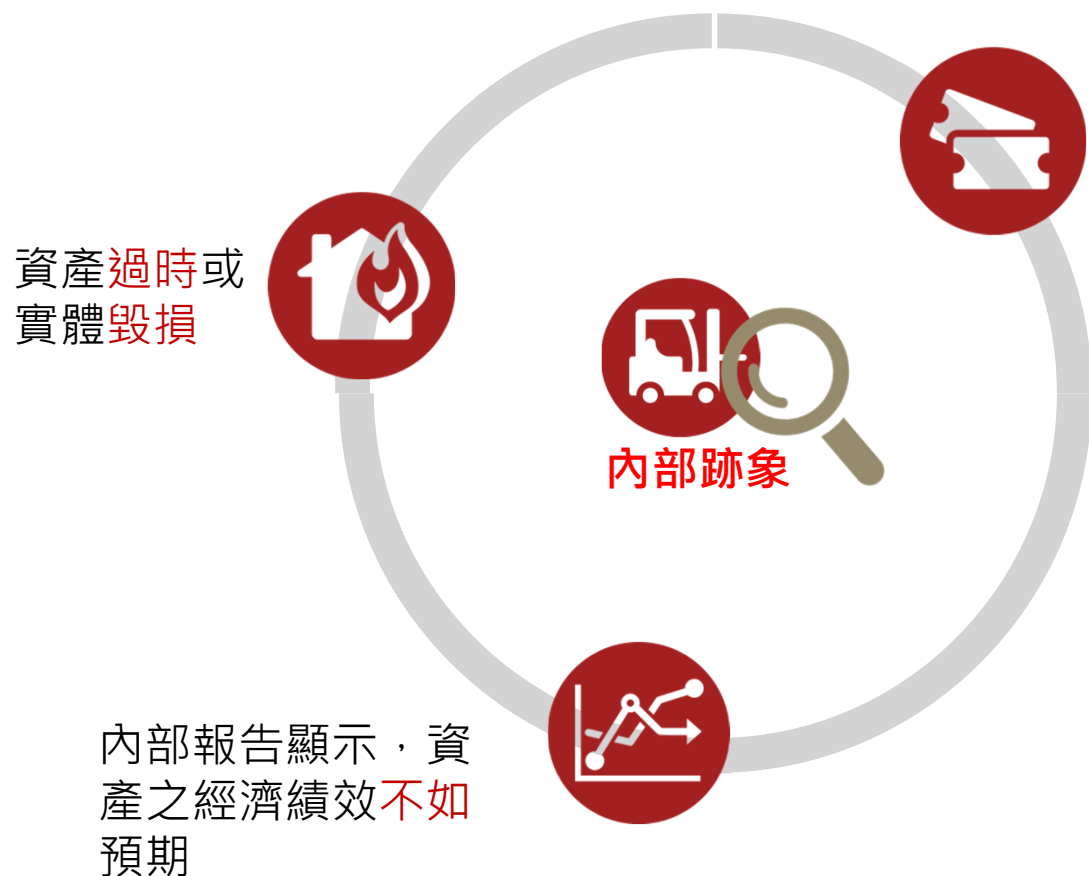 資產過時或
實體毀損
內部跡象
內部報告顯示，資
產之經濟績效不如
預期